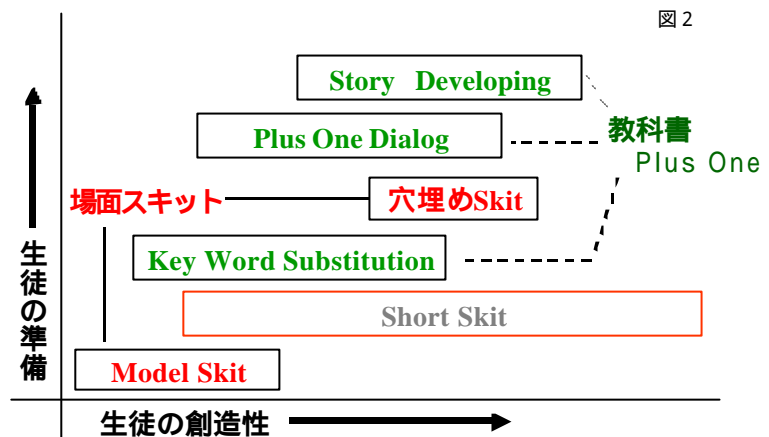 図2
Story Developing
教科書
Plus One
Plus One Dialog
場面スキット
穴埋めSkit
Key Word Substitution
生徒の準備
Short Skit
Model Skit
生徒の創造性